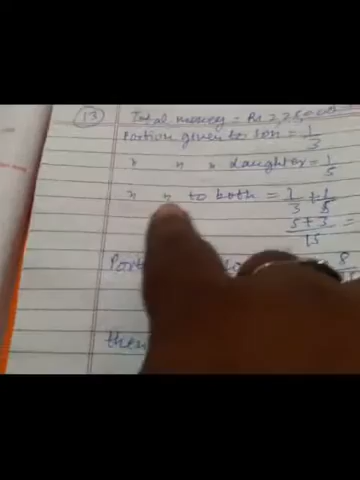 13 Total money = Rs 2,25,000
Portion given to son = 1/3
" " " daughter = 1/5
" " to both = 1/3 + 1/5
5+3/15 =
8
then